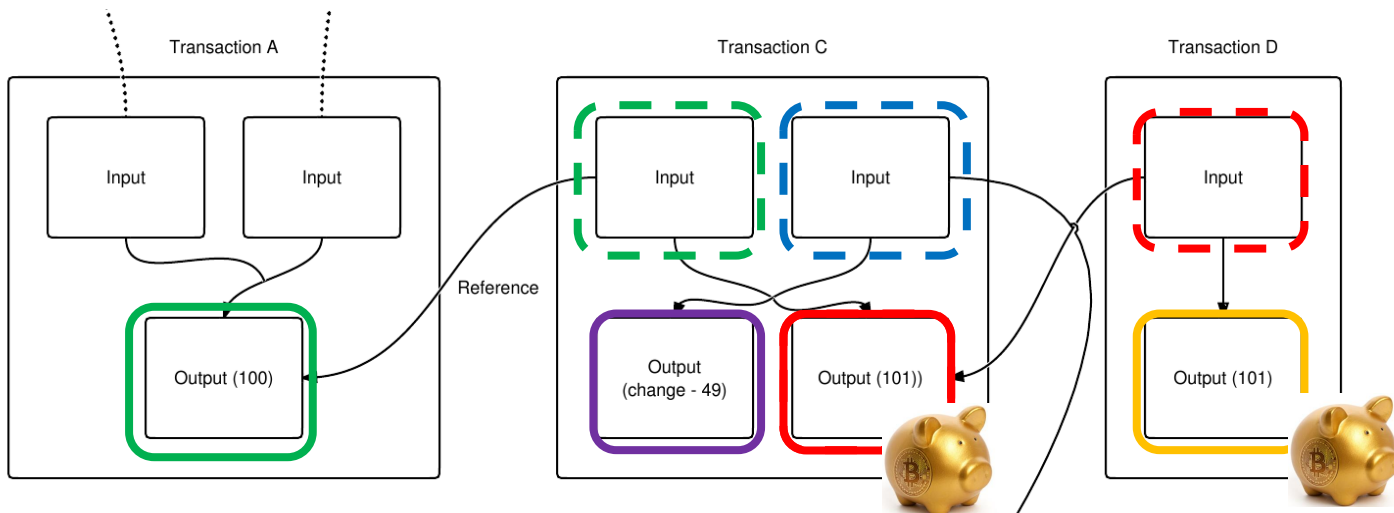 Transaction A
Transaction C
Transaction D
Input
Input
Input
Input
Input
Reference
Output (100)
Output
(change - 49)
Output (101))
Output (101)